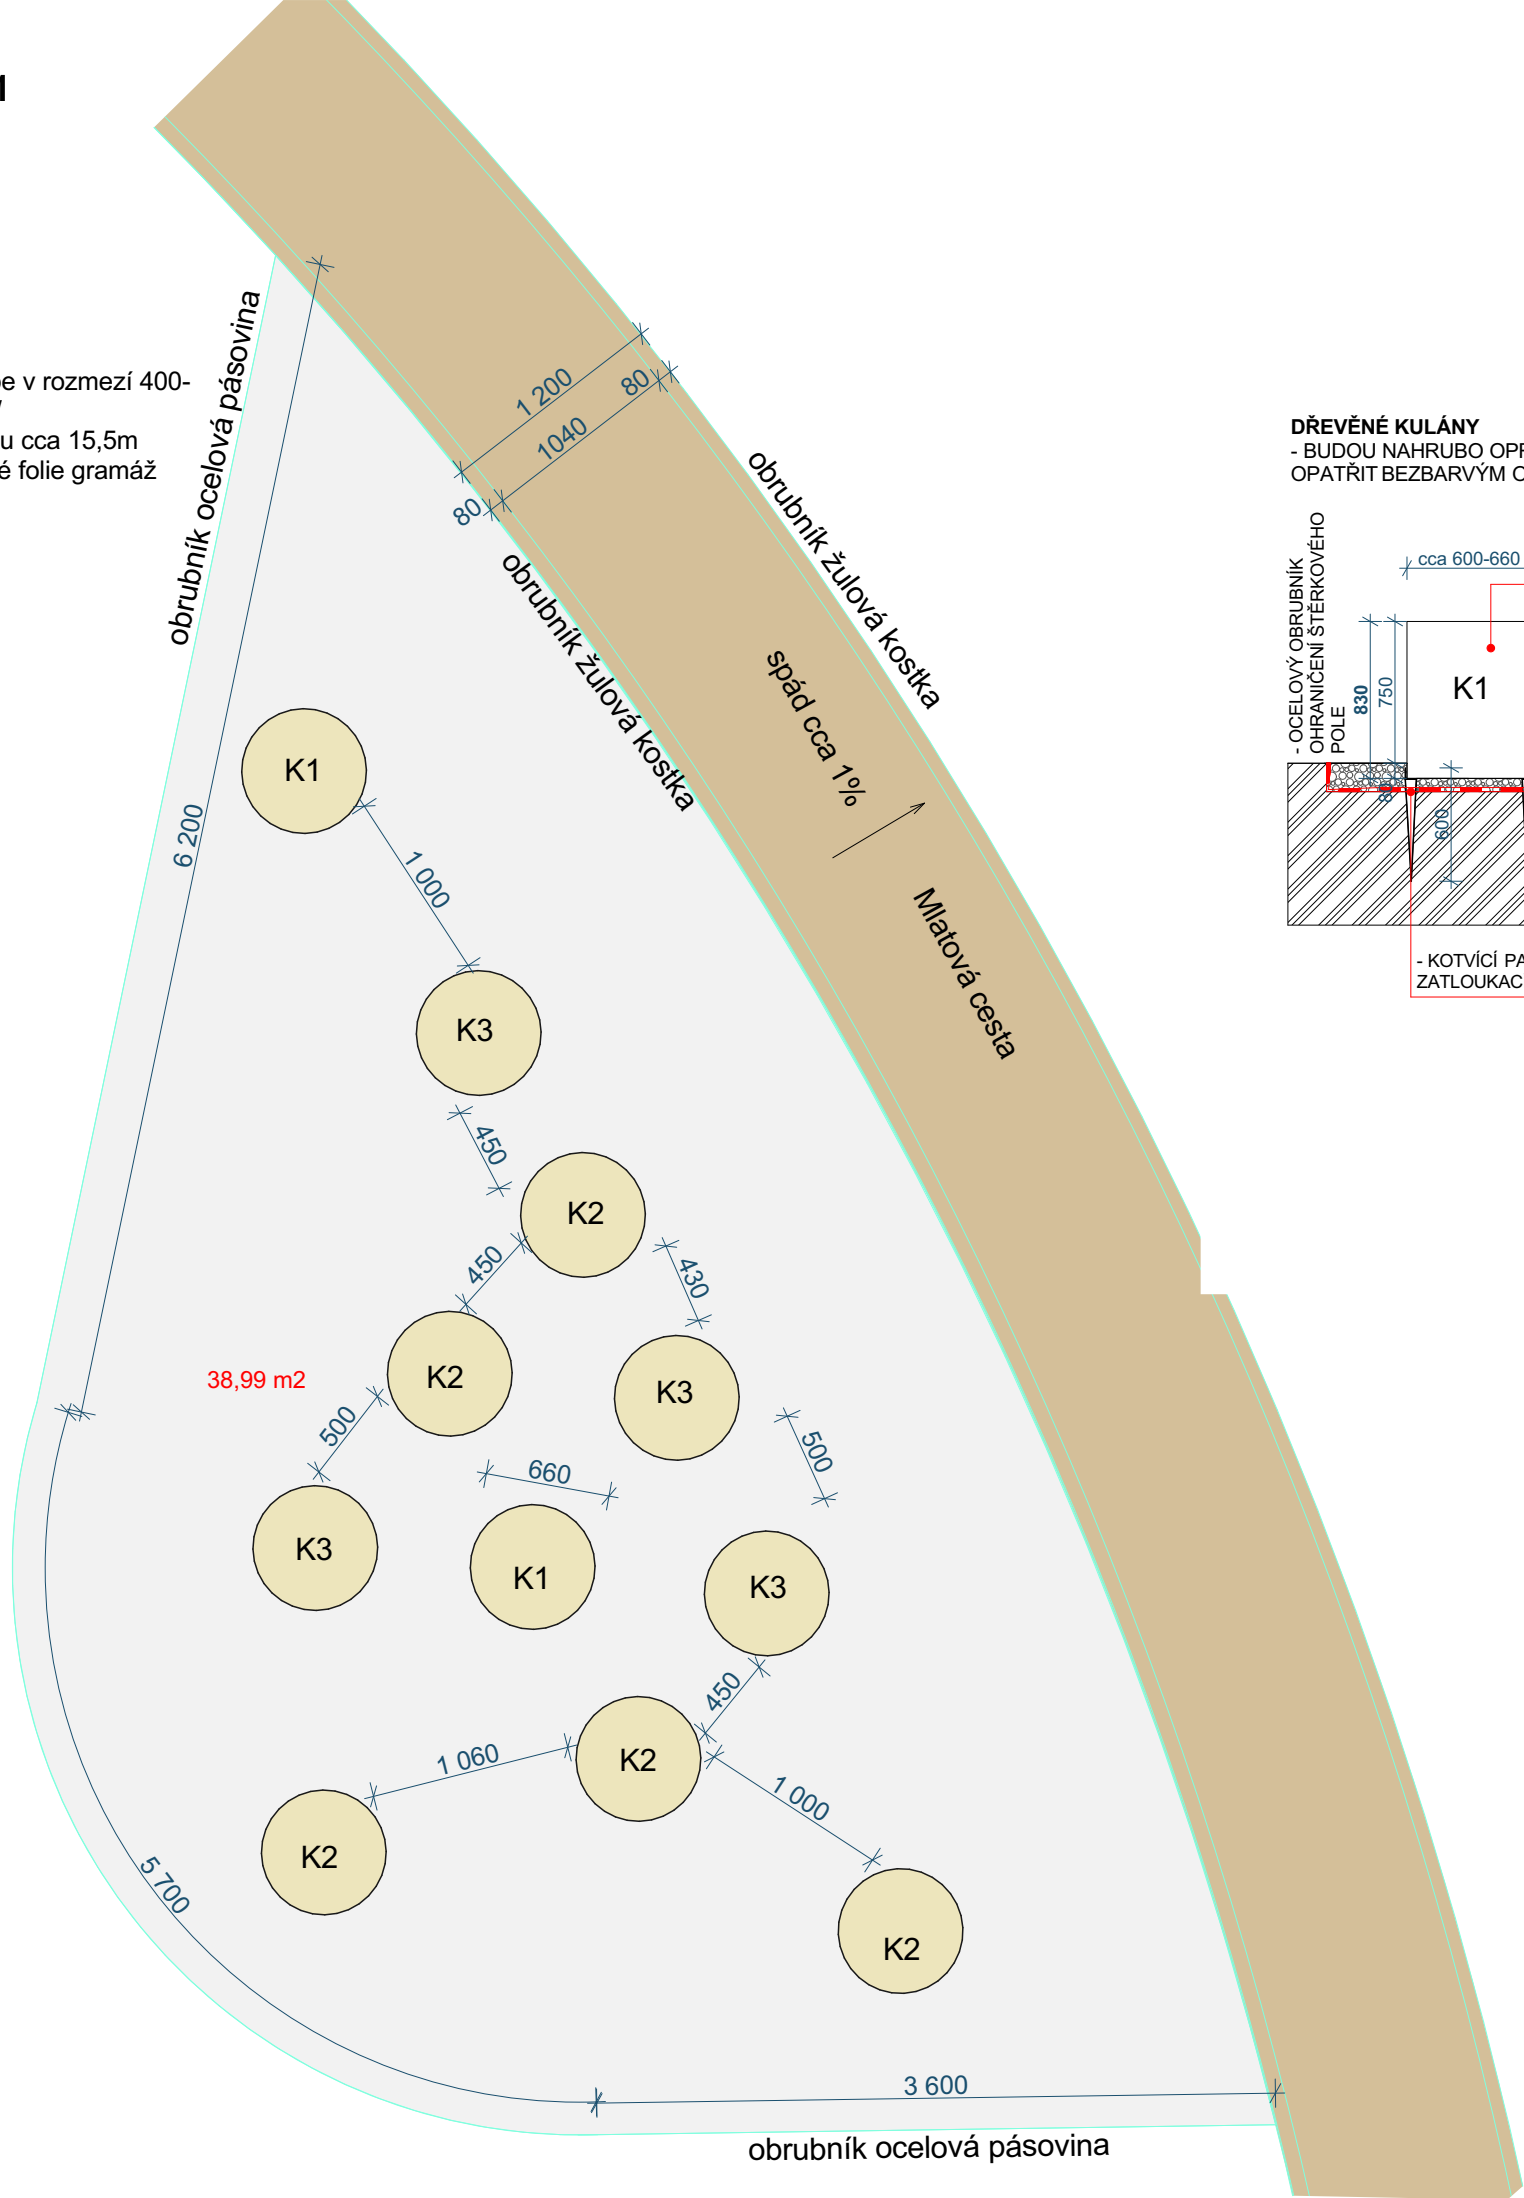 e v rozmezí 400-
u cca 15,5m
é folie gramáž
obrubník ocelová pásovina
6 200
1 200
80
1040
80
obrubník žulová kostka
obrubník žulová kostka
spád cca 1%
Mlatová cesta
DŘEVĚNÉ KULÁNY
- BUDOU NAHRUBO OPR
OPATŘIT BEZBARVÝM O
- OCELOVÝ OBRUBNÍK
OHRANIČENÍ ŠTĚRKOVÉHO
POLE
cca 600-660
830
750
K1
80
600
- KOTVÍCÍ PA
ZATLOUKAC
K1
1 000
K3
450
K2
450
430
K2
K3
38,99 m2
500
500
660
K3
K1
K3
450
1 060
K2
1 000
K2
K2
5 700
3 600
obrubník ocelová pásovina